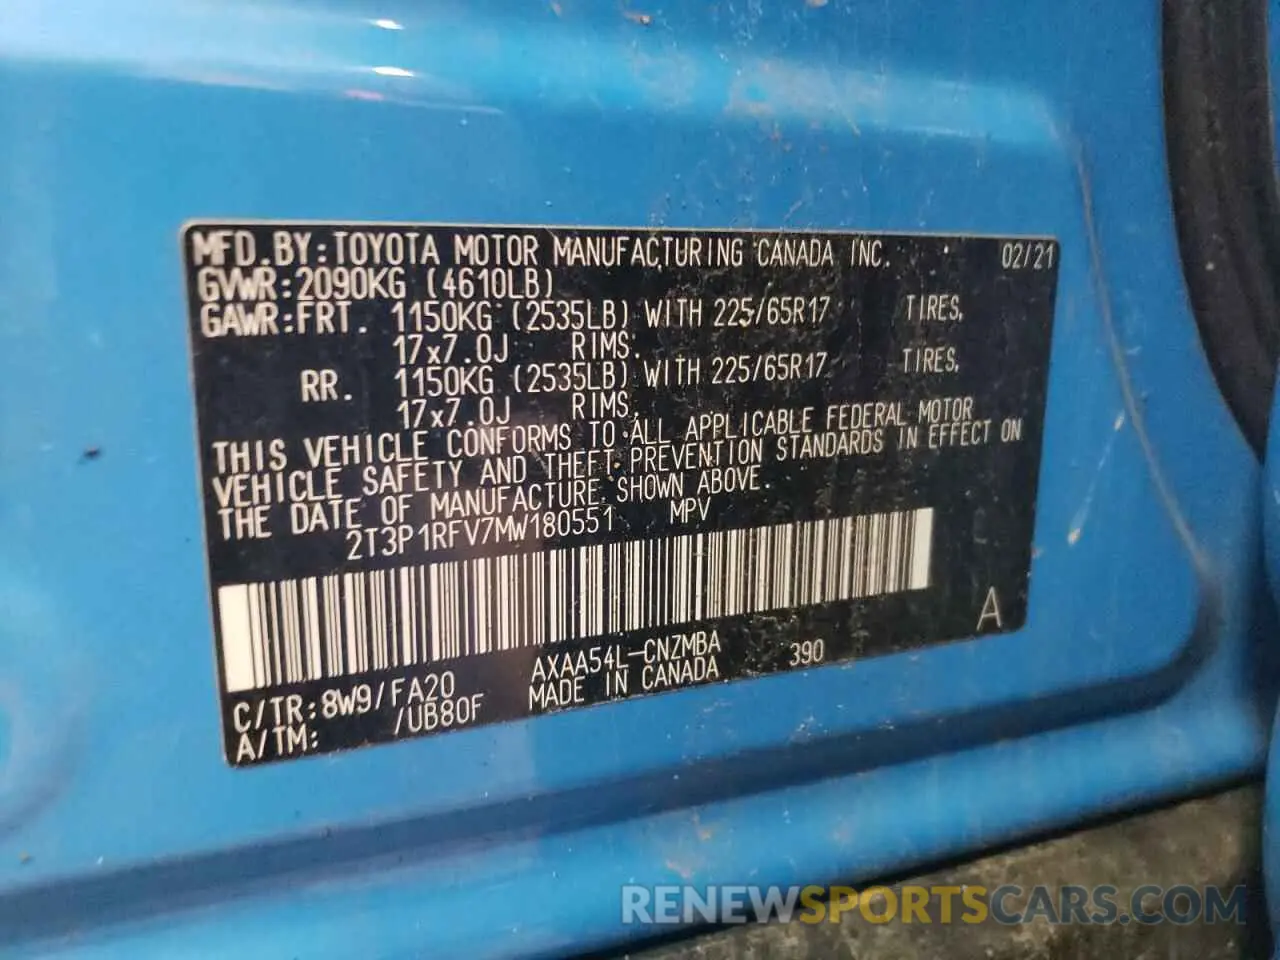 MFD.BY:TOYOTA MOTOR MANUFACTURING CANADA INC. 02/21
GVWR:2090KG (4610LB)
GAWR:FRT. 1150KG (2535LB) WITH 225/65R17 TIRES,
17x7.0J RIMS.
RR. 1150KG (2535LB) WITH 225/65R17 TIRES,
17x7.0J RIMS.
THIS VEHICLE CONFORMS TO ALL APPLICABLE FEDERAL MOTOR
VEHICLE SAFETY AND THEFT PREVENTION STANDARDS IN EFFECT ON
THE DATE OF MANUFACTURE SHOWN ABOVE.
2T3P1RFV7MW180551 MPV
A
C/TR:8W9/FA20 AXAA54L-CNZMBA 390
A/TM: /UB80F MADE IN CANADA
RENEWSPORTSCARS.COM